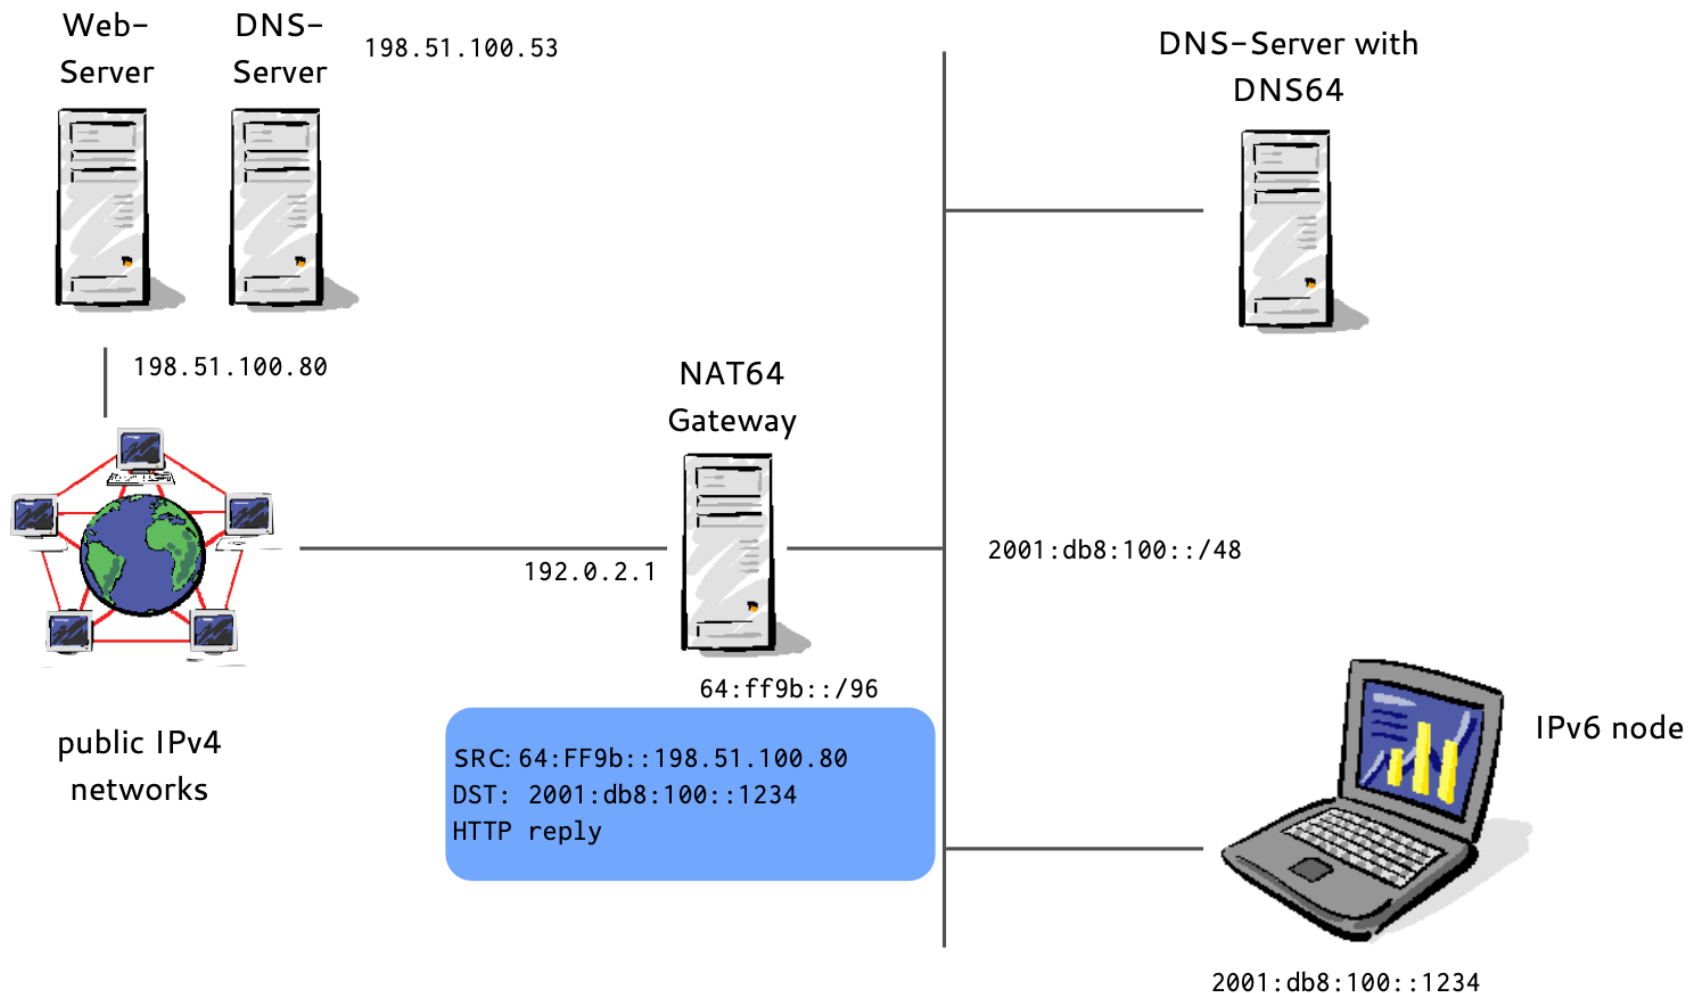 Web-
Server
DNS-
Server
198.51.100.53
DNS-Server with
DNS64
198.51.100.80
NAT64
Gateway
192.0.2.1
2001:db8:100::/48
64:ff9b::/96
public IPv4
networks
SRC: 64:FF9b::198.51.100.80
DST: 2001:db8:100::1234
HTTP reply
IPv6 node
2001:db8:100::1234